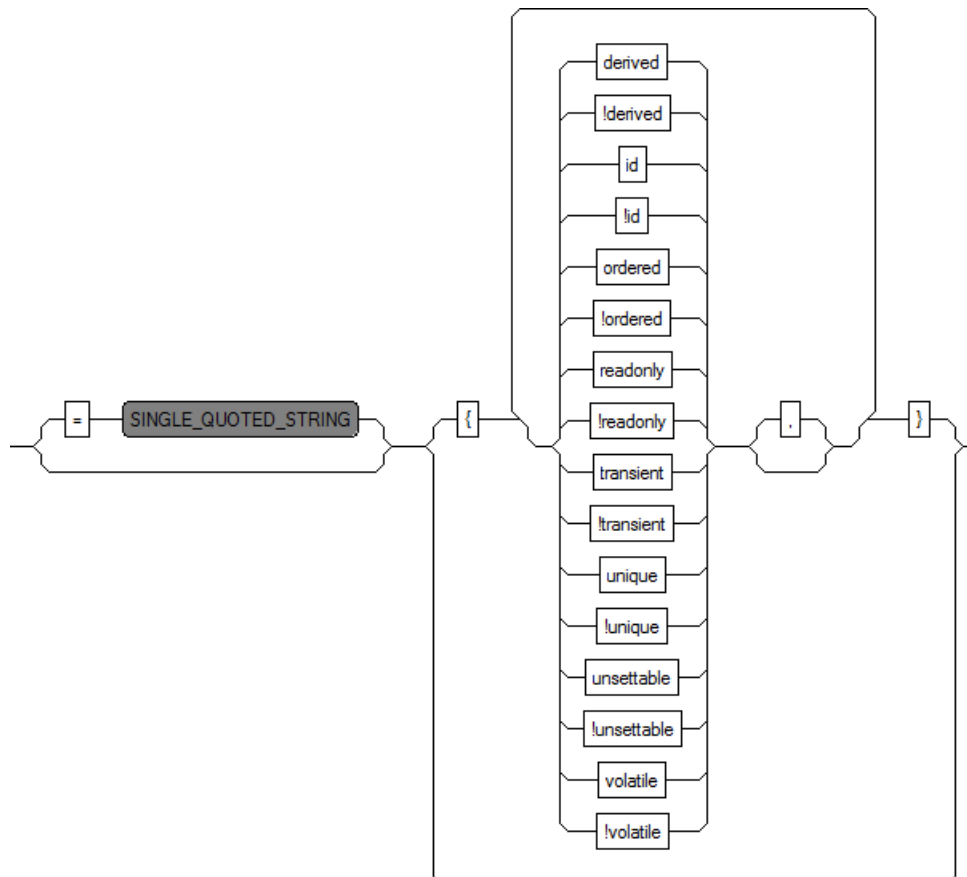 derived
!derived
id
!id
ordered
!ordered
readonly
= SINGLE_QUOTED_STRING { !readonly , }
transient
!transient
unique
!unique
unsettable
!unsettable
volatile
!volatile